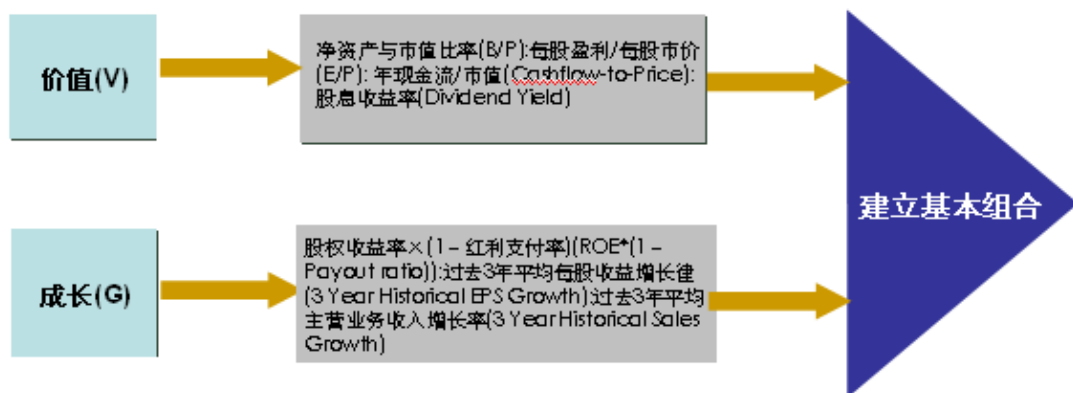 价值(V)
净资产与市值比率(B/P):每股盈利/每股市价
(E/P): 年现金流/市值(Cashflow-to-Price):
股息收益率(Dividend Yield)
建立基本组合
成长(G)
股权收益率×(1–红利支付率)(ROE*(1–
Payout ratio)):过去3年平均每股收益增长律
(3 Year Historical EPS Growth):过去3年平均
主营业务收入增长率(3 Year Historical Sales
Growth)